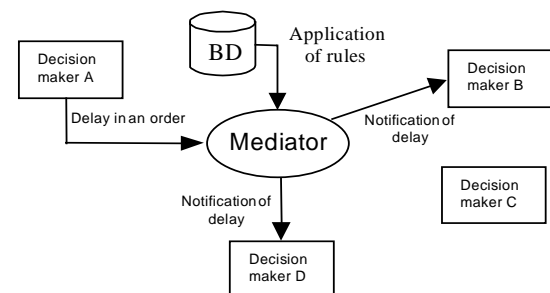 BD
Application
of rules
Decision
maker A
Decision
maker B
Delay in an order
Mediator
Notification of
delay
Decision
maker C
Notification of
delay
Decision
maker D